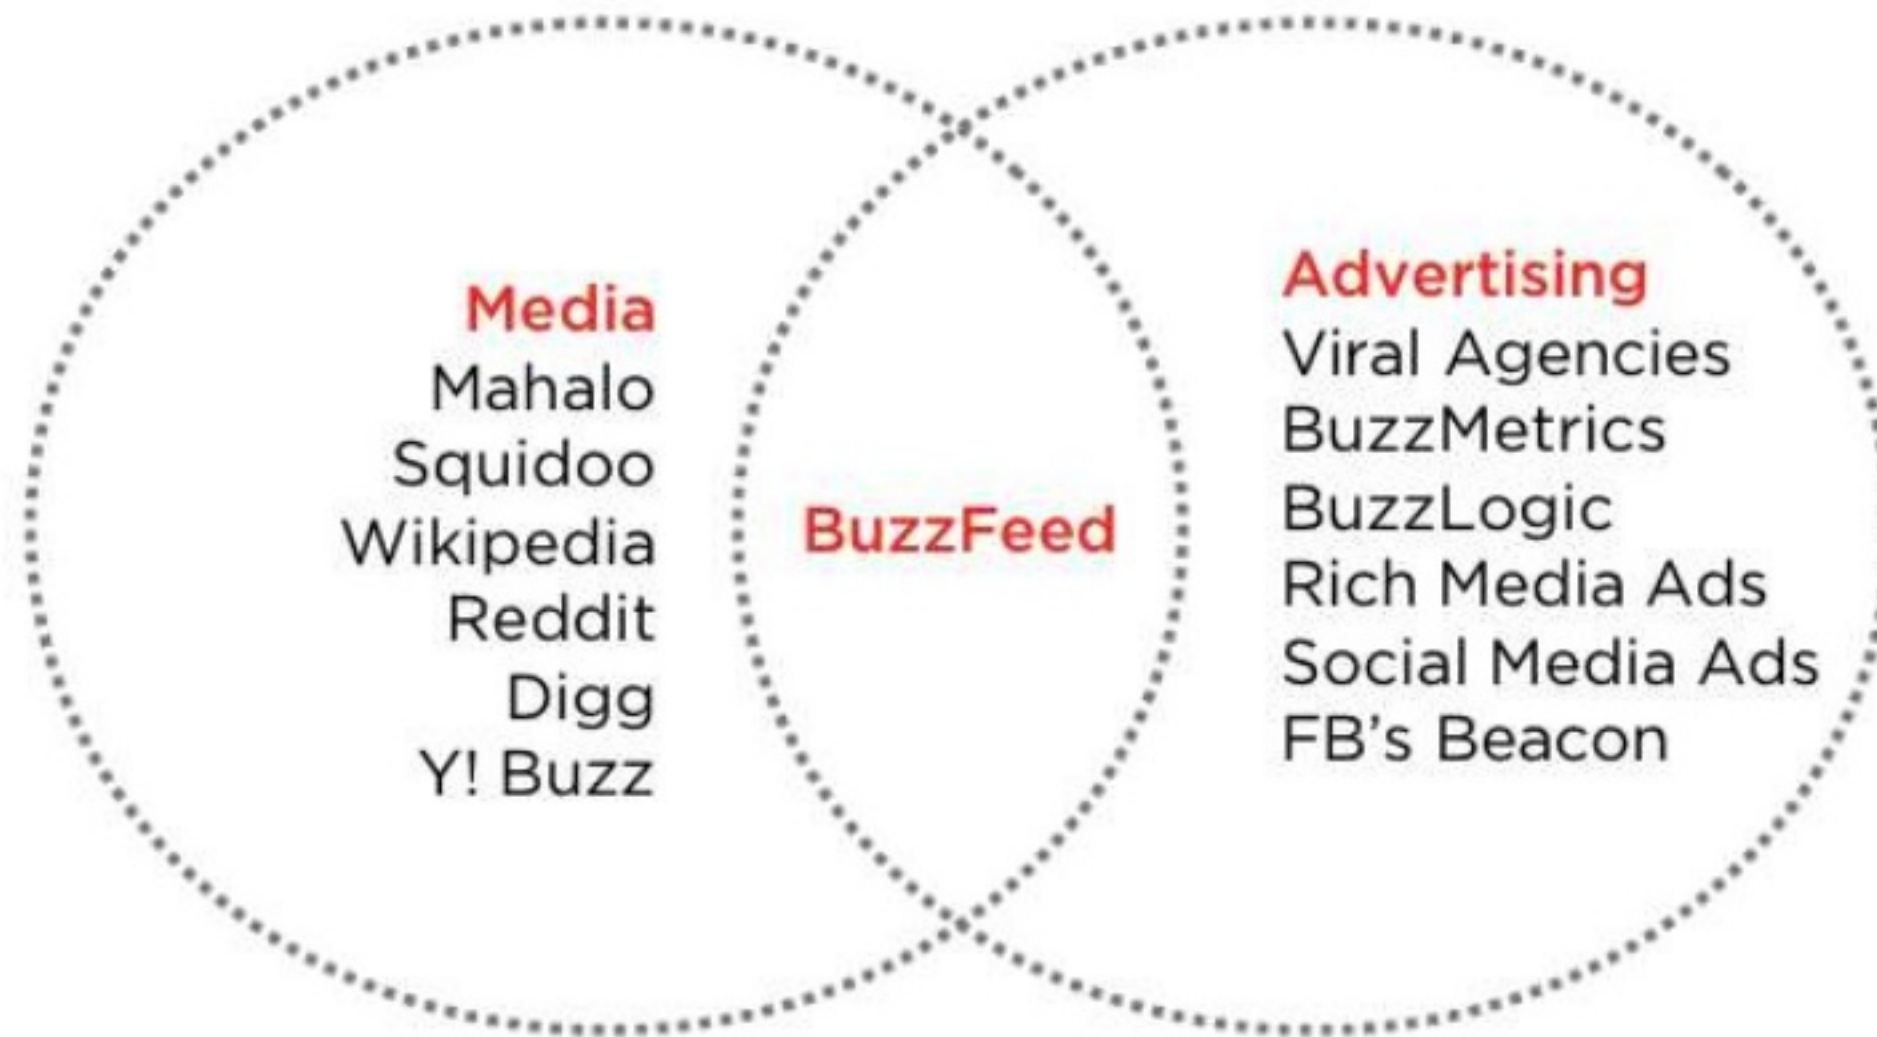 Media
Mahalo
Squidoo
Wikipedia
Reddit
Digg
Y! Buzz
BuzzFeed
Advertising
Viral Agencies
BuzzMetrics
BuzzLogic
Rich Media Ads
Social Media Ads
FB's Beacon